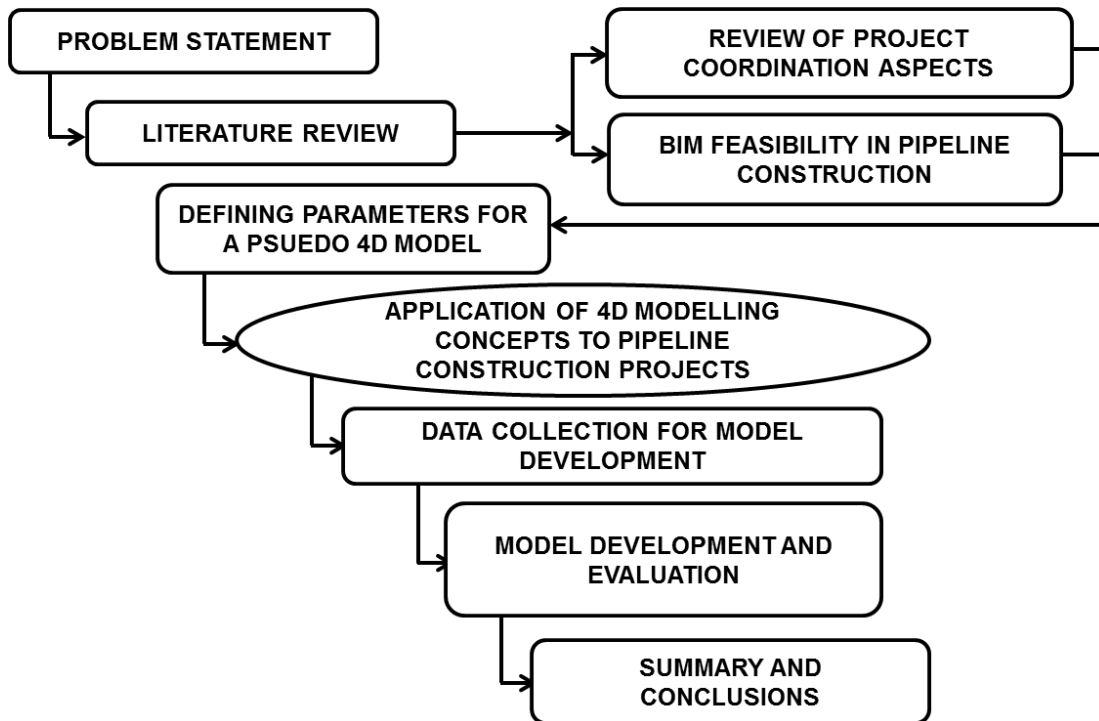 PROBLEM STATEMENT
REVIEW OF PROJECT
COORDINATION ASPECTS
LITERATURE REVIEW
BIM FEASIBILITY IN PIPELINE
CONSTRUCTION
DEFINING PARAMETERS FOR
A PSUEDO 4D MODEL
APPLICATION OF 4D MODELLING
CONCEPTS TO PIPELINE
CONSTRUCTION PROJECTS
DATA COLLECTION FOR MODEL
DEVELOPMENT
MODEL DEVELOPMENT AND
EVALUATION
SUMMARY AND
CONCLUSIONS